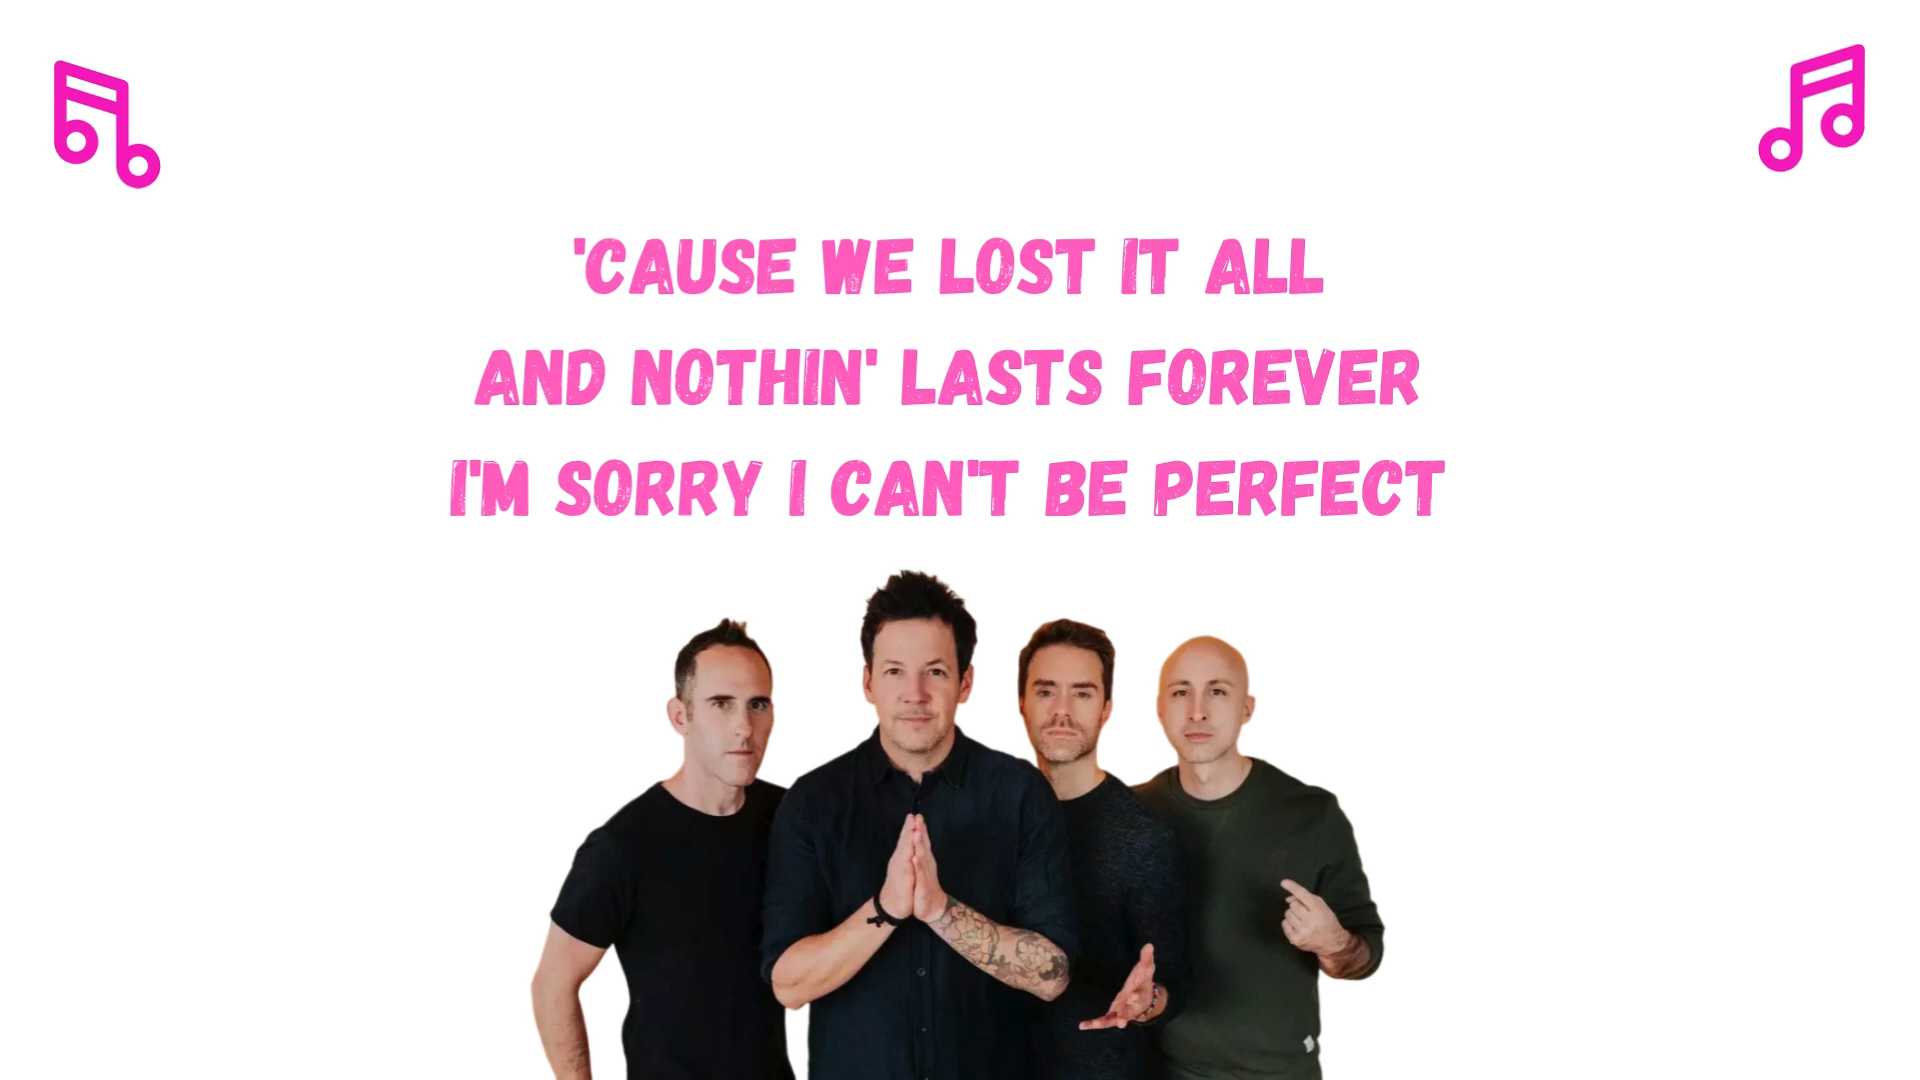 'CAUSE WE LOST IT ALL
AND NOTHIN' LASTS FOREVER
I'M SORRY I CAN'T BE PERFECT